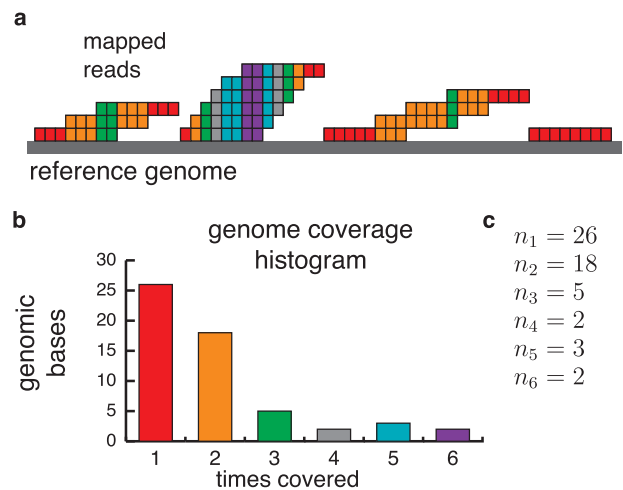 a
mapped
reads
reference genome
b
genome coverage
histogram
genomic
bases
30
25
20
15
10
5
0
1 2 3 4 5 6
times covered
c
n₁ = 26
n₂ = 18
n₃ = 5
n₄ = 2
n₅ = 3
n₆ = 2